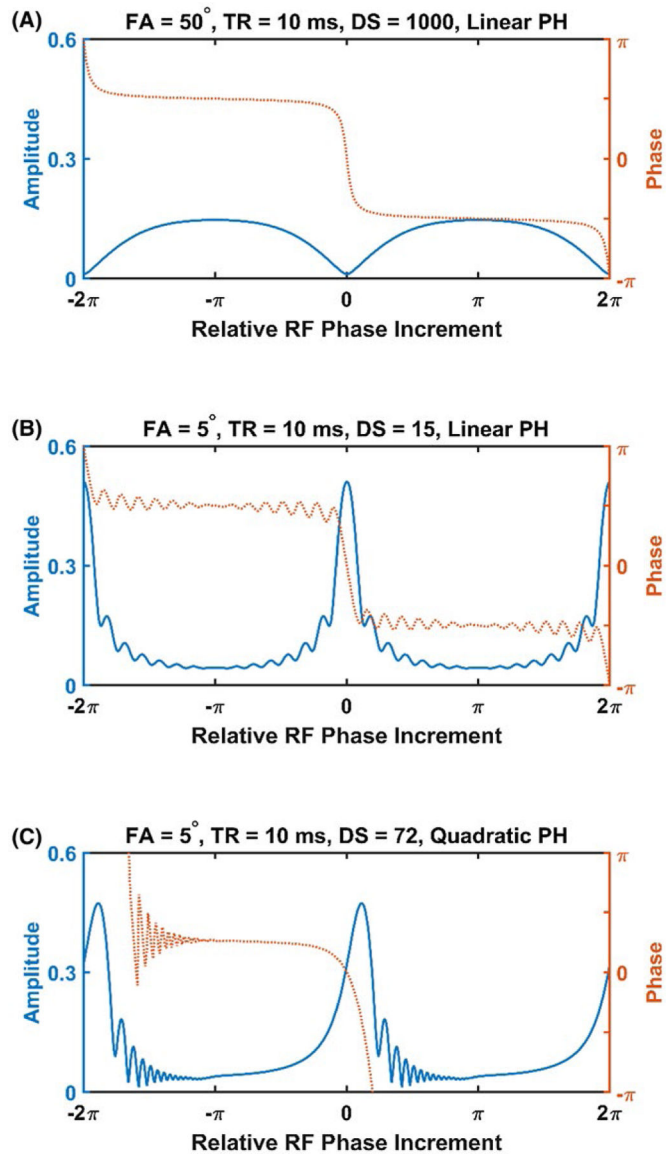 (A) FA = 50°, TR = 10 ms, DS = 1000, Linear PH
0.6 π
Amplitude
0.3 0
Phase
0 -π
-2π -π 0 π 2π
Relative RF Phase Increment
(B) FA = 5°, TR = 10 ms, DS = 15, Linear PH
0.6 π
Amplitude
0.3 0
Phase
0 -π
-2π -π 0 π 2π
Relative RF Phase Increment
(C) FA = 5°, TR = 10 ms, DS = 72, Quadratic PH
0.6 π
Amplitude
0.3 0
Phase
0 -π
-2π -π 0 π 2π
Relative RF Phase Increment